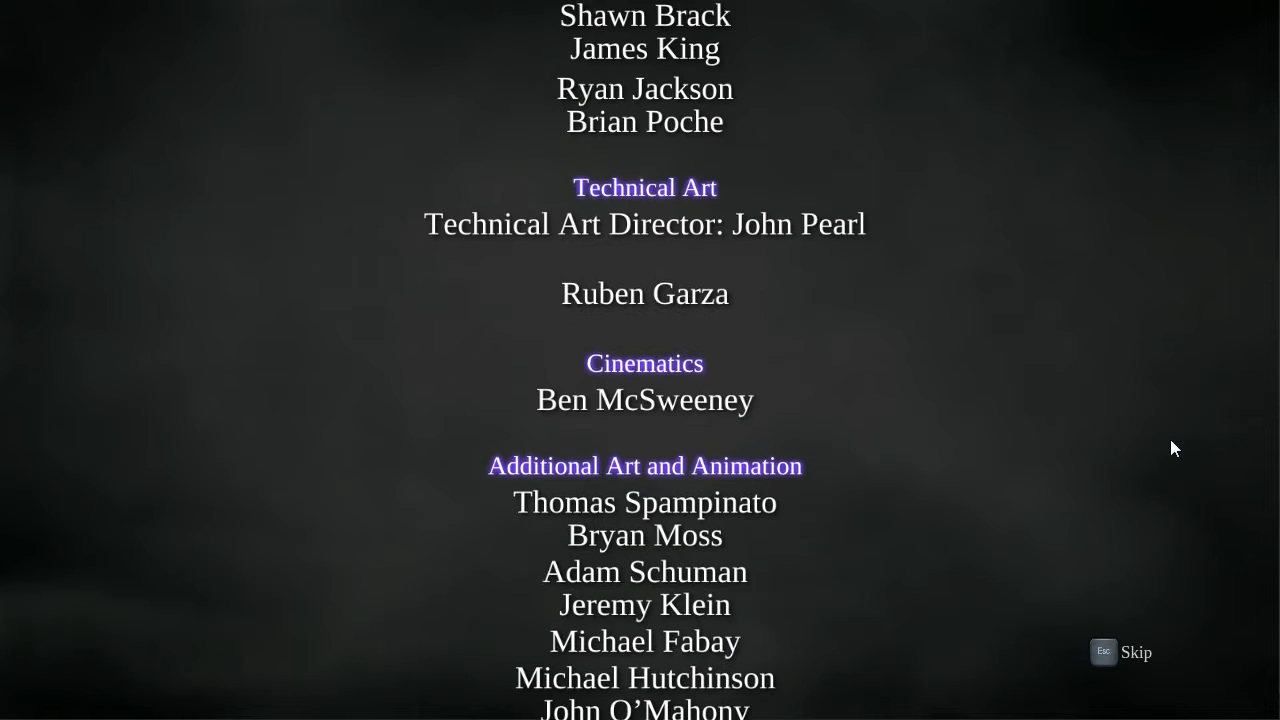 Shawn Brack
James King
Ryan Jackson
Brian Poche
Technical Art
Technical Art Director: John Pearl
Ruben Garza
Cinematics
Ben McSweeney
Additional Art and Animation
Thomas Spampinato
Bryan Moss
Adam Schuman
Jeremy Klein
Michael Fabay
Michael Hutchinson
John O’Mahony
Esc Skip